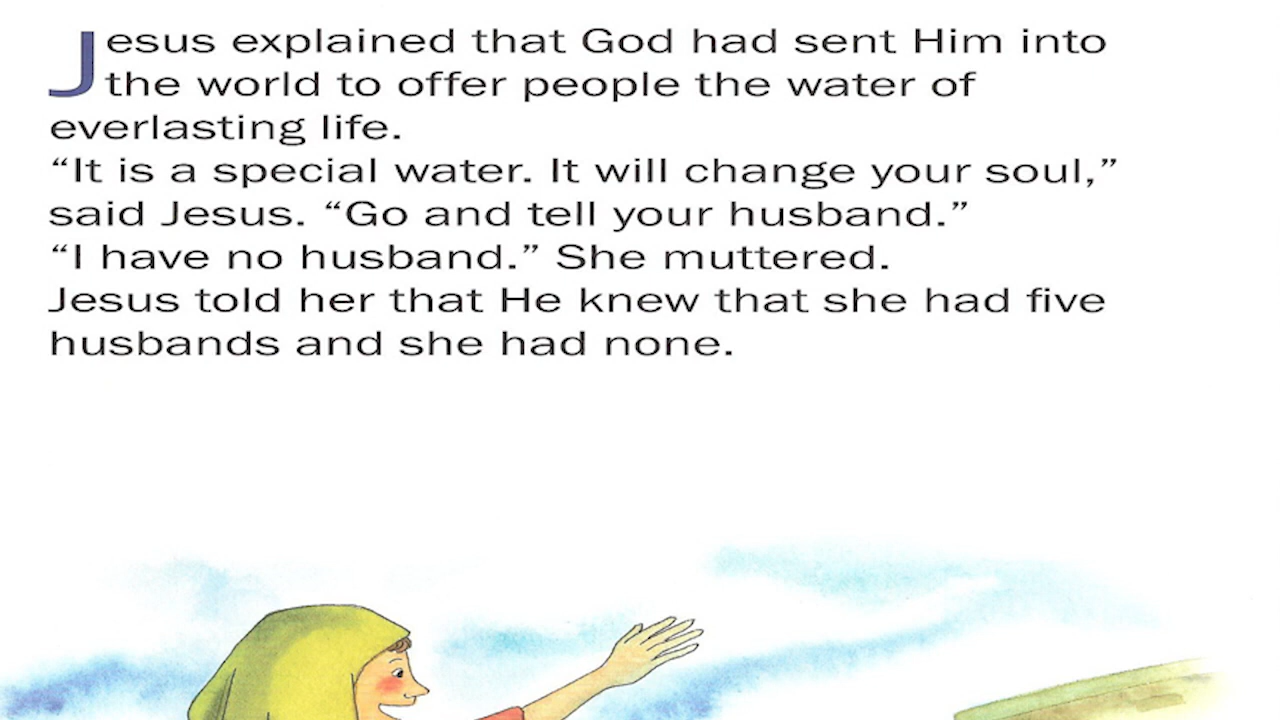 Jesus explained that God had sent Him into
the world to offer people the water of
everlasting life.
“It is a special water. It will change your soul,”
said Jesus. “Go and tell your husband.”
“I have no husband.” She muttered.
Jesus told her that He knew that she had five
husbands and she had none.